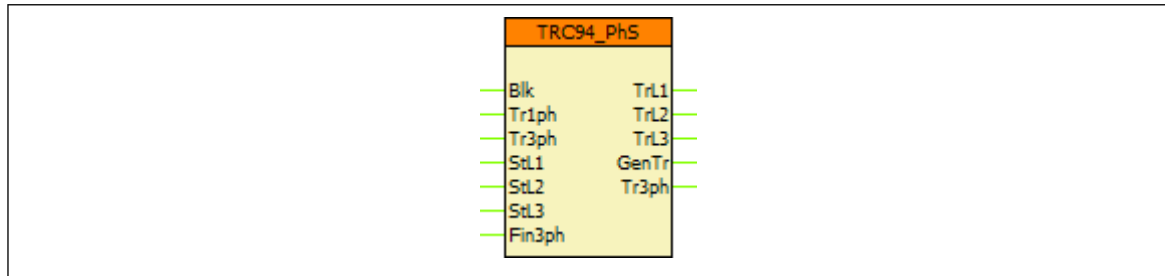 TRC94_PhS
Blk TrL1
Tr1ph TrL2
Tr3ph TrL3
StL1 GenTr
StL2 Tr3ph
StL3
Fin3ph